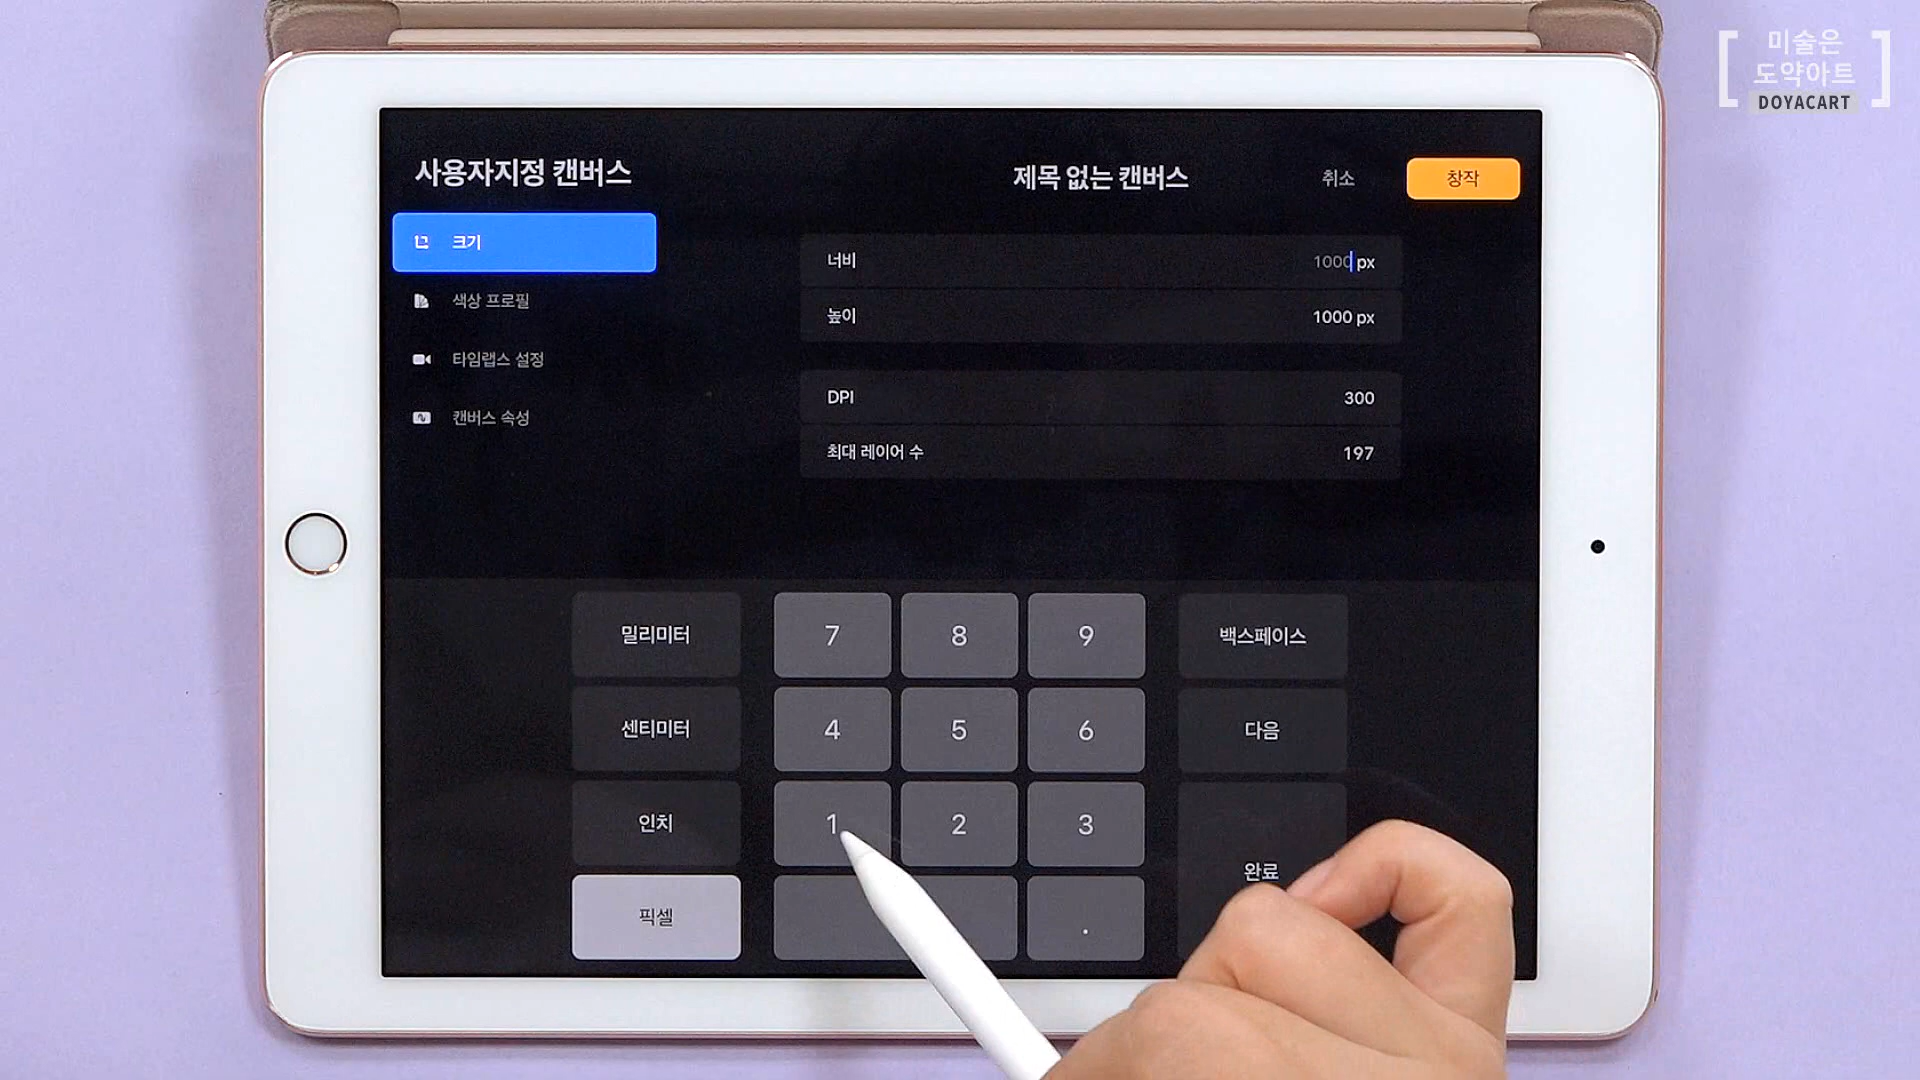 미술은
도약아트
DOYACART
사용자지정 캔버스
제목 없는 캔버스
취소
창작
크기
색상 프로필
타임랩스 설정
캔버스 속성
너비 1000 px
높이 1000 px
DPI 300
최대 레이어 수 197
밀리미터 7 8 9 백스페이스
센티미터 4 5 6 다음
인치 1 2 3
완료
픽셀 .